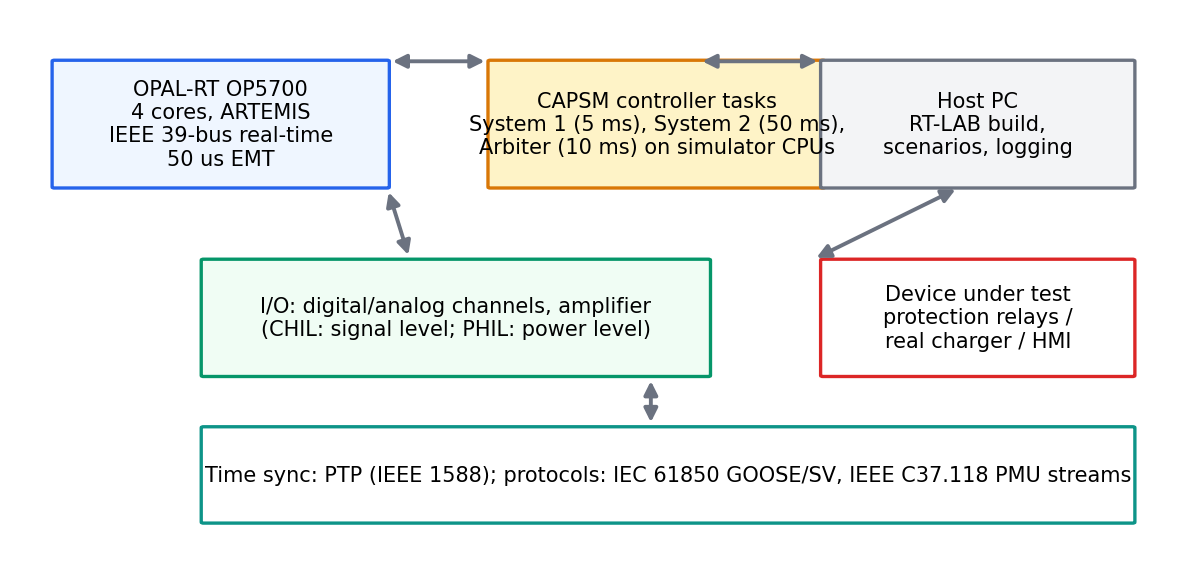 OPAL-RT OP5700
4 cores, ARTEMIS
IEEE 39-bus real-time
50 us EMT
CAPSM controller tasks
System 1 (5 ms), System 2 (50 ms),
Arbiter (10 ms) on simulator CPUs
Host PC
RT-LAB build,
scenarios, logging
I/O: digital/analog channels, amplifier
(CHIL: signal level; PHIL: power level)
Device under test
protection relays /
real charger / HMI
Time sync: PTP (IEEE 1588); protocols: IEC 61850 GOOSE/SV, IEEE C37.118 PMU streams